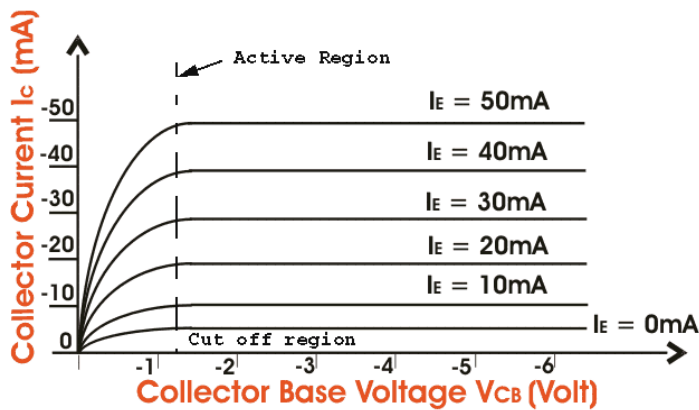 Collector Current Ic (mA)
Active Region
-50
-40
-30
-20
-10
0
IE = 50mA
IE = 40mA
IE = 30mA
IE = 20mA
IE = 10mA
IE = 0mA
Cut off region
-1 -2 -3 -4 -5 -6
Collector Base Voltage VCB (Volt)